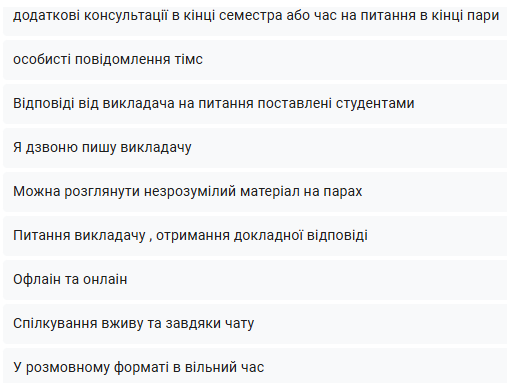 додаткові консультації в кінці семестра або час на питання в кінці пари
особисті повідомлення тімс
Відповіді від викладача на питання поставлені студентами
Я дзвоню пишу викладачу
Можна розглянути незрозумілий матеріал на парах
Питання викладачу , отримання докладної відповіді
Офлаін та онлаін
Спілкування вживу та завдяки чату
У розмовному форматі в вільний час